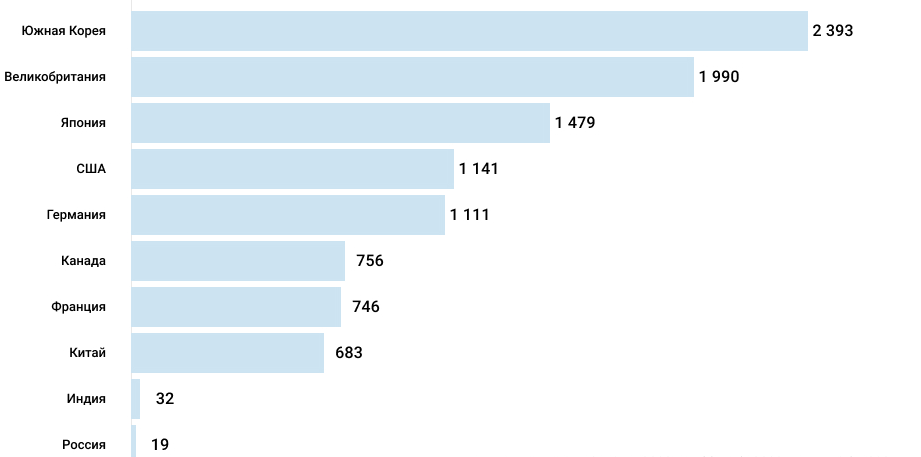 Южная Корея 2 393
Великобритания 1 990
Япония 1 479
США 1 141
Германия 1 111
Канада 756
Франция 746
Китай 683
Индия 32
Россия 19